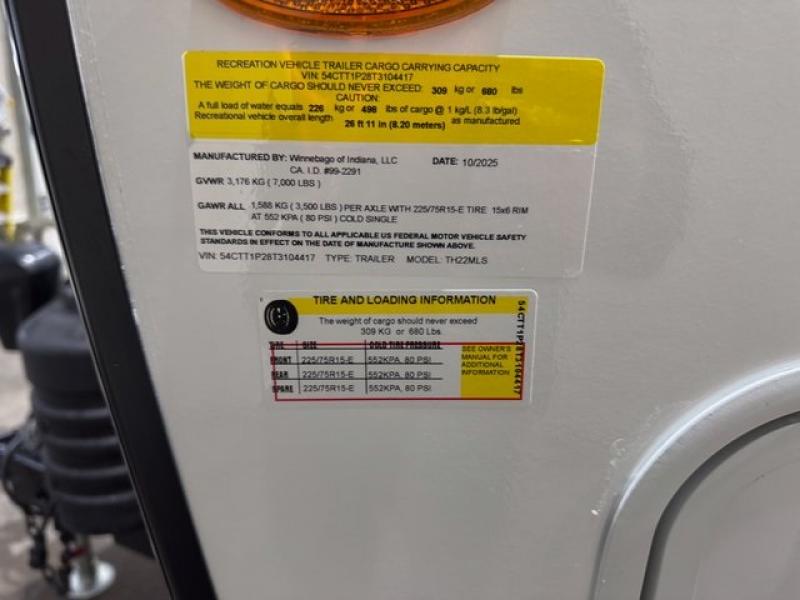 RECREATION VEHICLE TRAILER CARGO CARRYING CAPACITY
VIN: 54CTT1P28T3104417
THE WEIGHT OF CARGO SHOULD NEVER EXCEED: 309 kg or 680 lbs
CAUTION:
A full load of water equals 226 kg or 498 lbs of cargo @ 1 kg/L (8.3 lb/gal)
Recreational vehicle overall length 26 ft 11 in (8.20 meters) as manufactured
MANUFACTURED BY: Winnebago of Indiana, LLC DATE: 10/2025
CA. I.D. #99-2291
GVWR 3,176 KG ( 7,000 LBS )
GAWR ALL 1,588 KG ( 3,500 LBS ) PER AXLE WITH 225/75R15-E TIRE 15x6 RIM
AT 552 KPA ( 80 PSI ) COLD SINGLE
THIS VEHICLE CONFORMS TO ALL APPLICABLE US FEDERAL MOTOR VEHICLE SAFETY
STANDARDS IN EFFECT ON THE DATE OF MANUFACTURE SHOWN ABOVE.
VIN: 54CTT1P28T3104417 TYPE: TRAILER MODEL: TH22MLS
TIRE AND LOADING INFORMATION
The weight of cargo should never exceed
309 KG or 680 Lbs.
TIRE SIZE COLD TIRE PRESSURE
FRONT 225/75R15-E 552KPA, 80 PSI
REAR 225/75R15-E 552KPA, 80 PSI
SPARE 225/75R15-E 552KPA, 80 PSI
SEE OWNER'S
MANUAL FOR
ADDITIONAL
INFORMATION
54CTT1P28T3104417